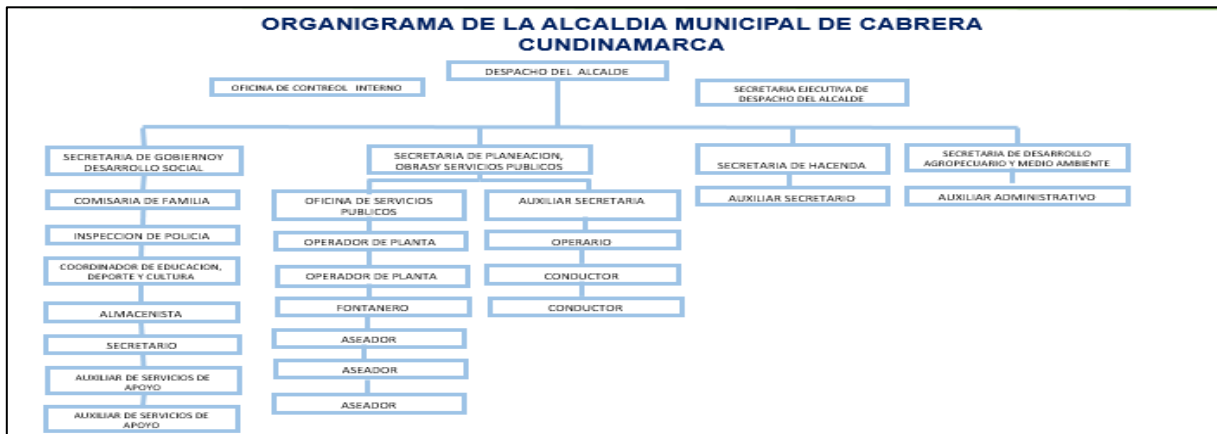 ORGANIGRAMA DE LA ALCALDIA MUNICIPAL DE CABRERA
CUNDINAMARCA
DESPACHO DEL ALCALDE
OFICINA DE CONTREOL INTERNO
SECRETARIA EJECUTIVA DE
DESPACHO DEL ALCALDE
SECRETARIA DE GOBIERNOY
DESARROLLO SOCIAL
COMISARIA DE FAMILIA
INSPECCION DE POLICIA
COORDINADOR DE EDUCACION,
DEPORTE Y CULTURA
ALMACENISTA
SECRETARIO
AUXILIAR DE SERVICIOS DE
APOYO
AUXILIAR DE SERVICIOS DE
APOYO
SECRETARIA DE PLANEACION,
OBRASY SERVICIOS PUBLICOS
OFICINA DE SERVICIOS
PUBLICOS
OPERADOR DE PLANTA
OPERADOR DE PLANTA
FONTANERO
ASEADOR
ASEADOR
ASEADOR
AUXILIAR SECRETARIA
OPERARIO
CONDUCTOR
CONDUCTOR
SECRETARIA DE HACENDA
AUXILIAR SECRETARIO
SECRETARIA DE DESARROLLO
AGROPECUARIO Y MEDIO AMBIENTE
AUXILIAR ADMINISTRATIVO